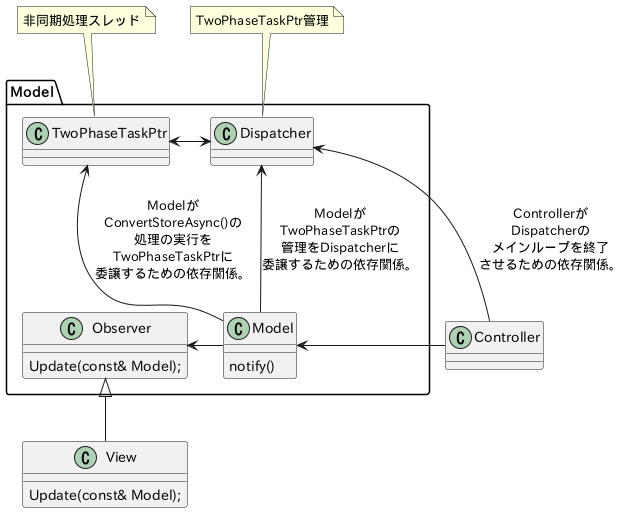 非同期処理スレッド
TwoPhaseTaskPtr管理
Model
C TwoPhaseTaskPtr
C Dispatcher
Modelが
ConvertStoreAsync()の
処理の実行を
TwoPhaseTaskPtrに
委譲するための依存関係。
Modelが
TwoPhaseTaskPtrの
管理をDispatcherに
委譲するための依存関係。
Controllerが
Dispatcherの
メインループを終了
させるための依存関係。
C Observer
Update(const& Model);
C Model
notify()
C Controller
C View
Update(const& Model);